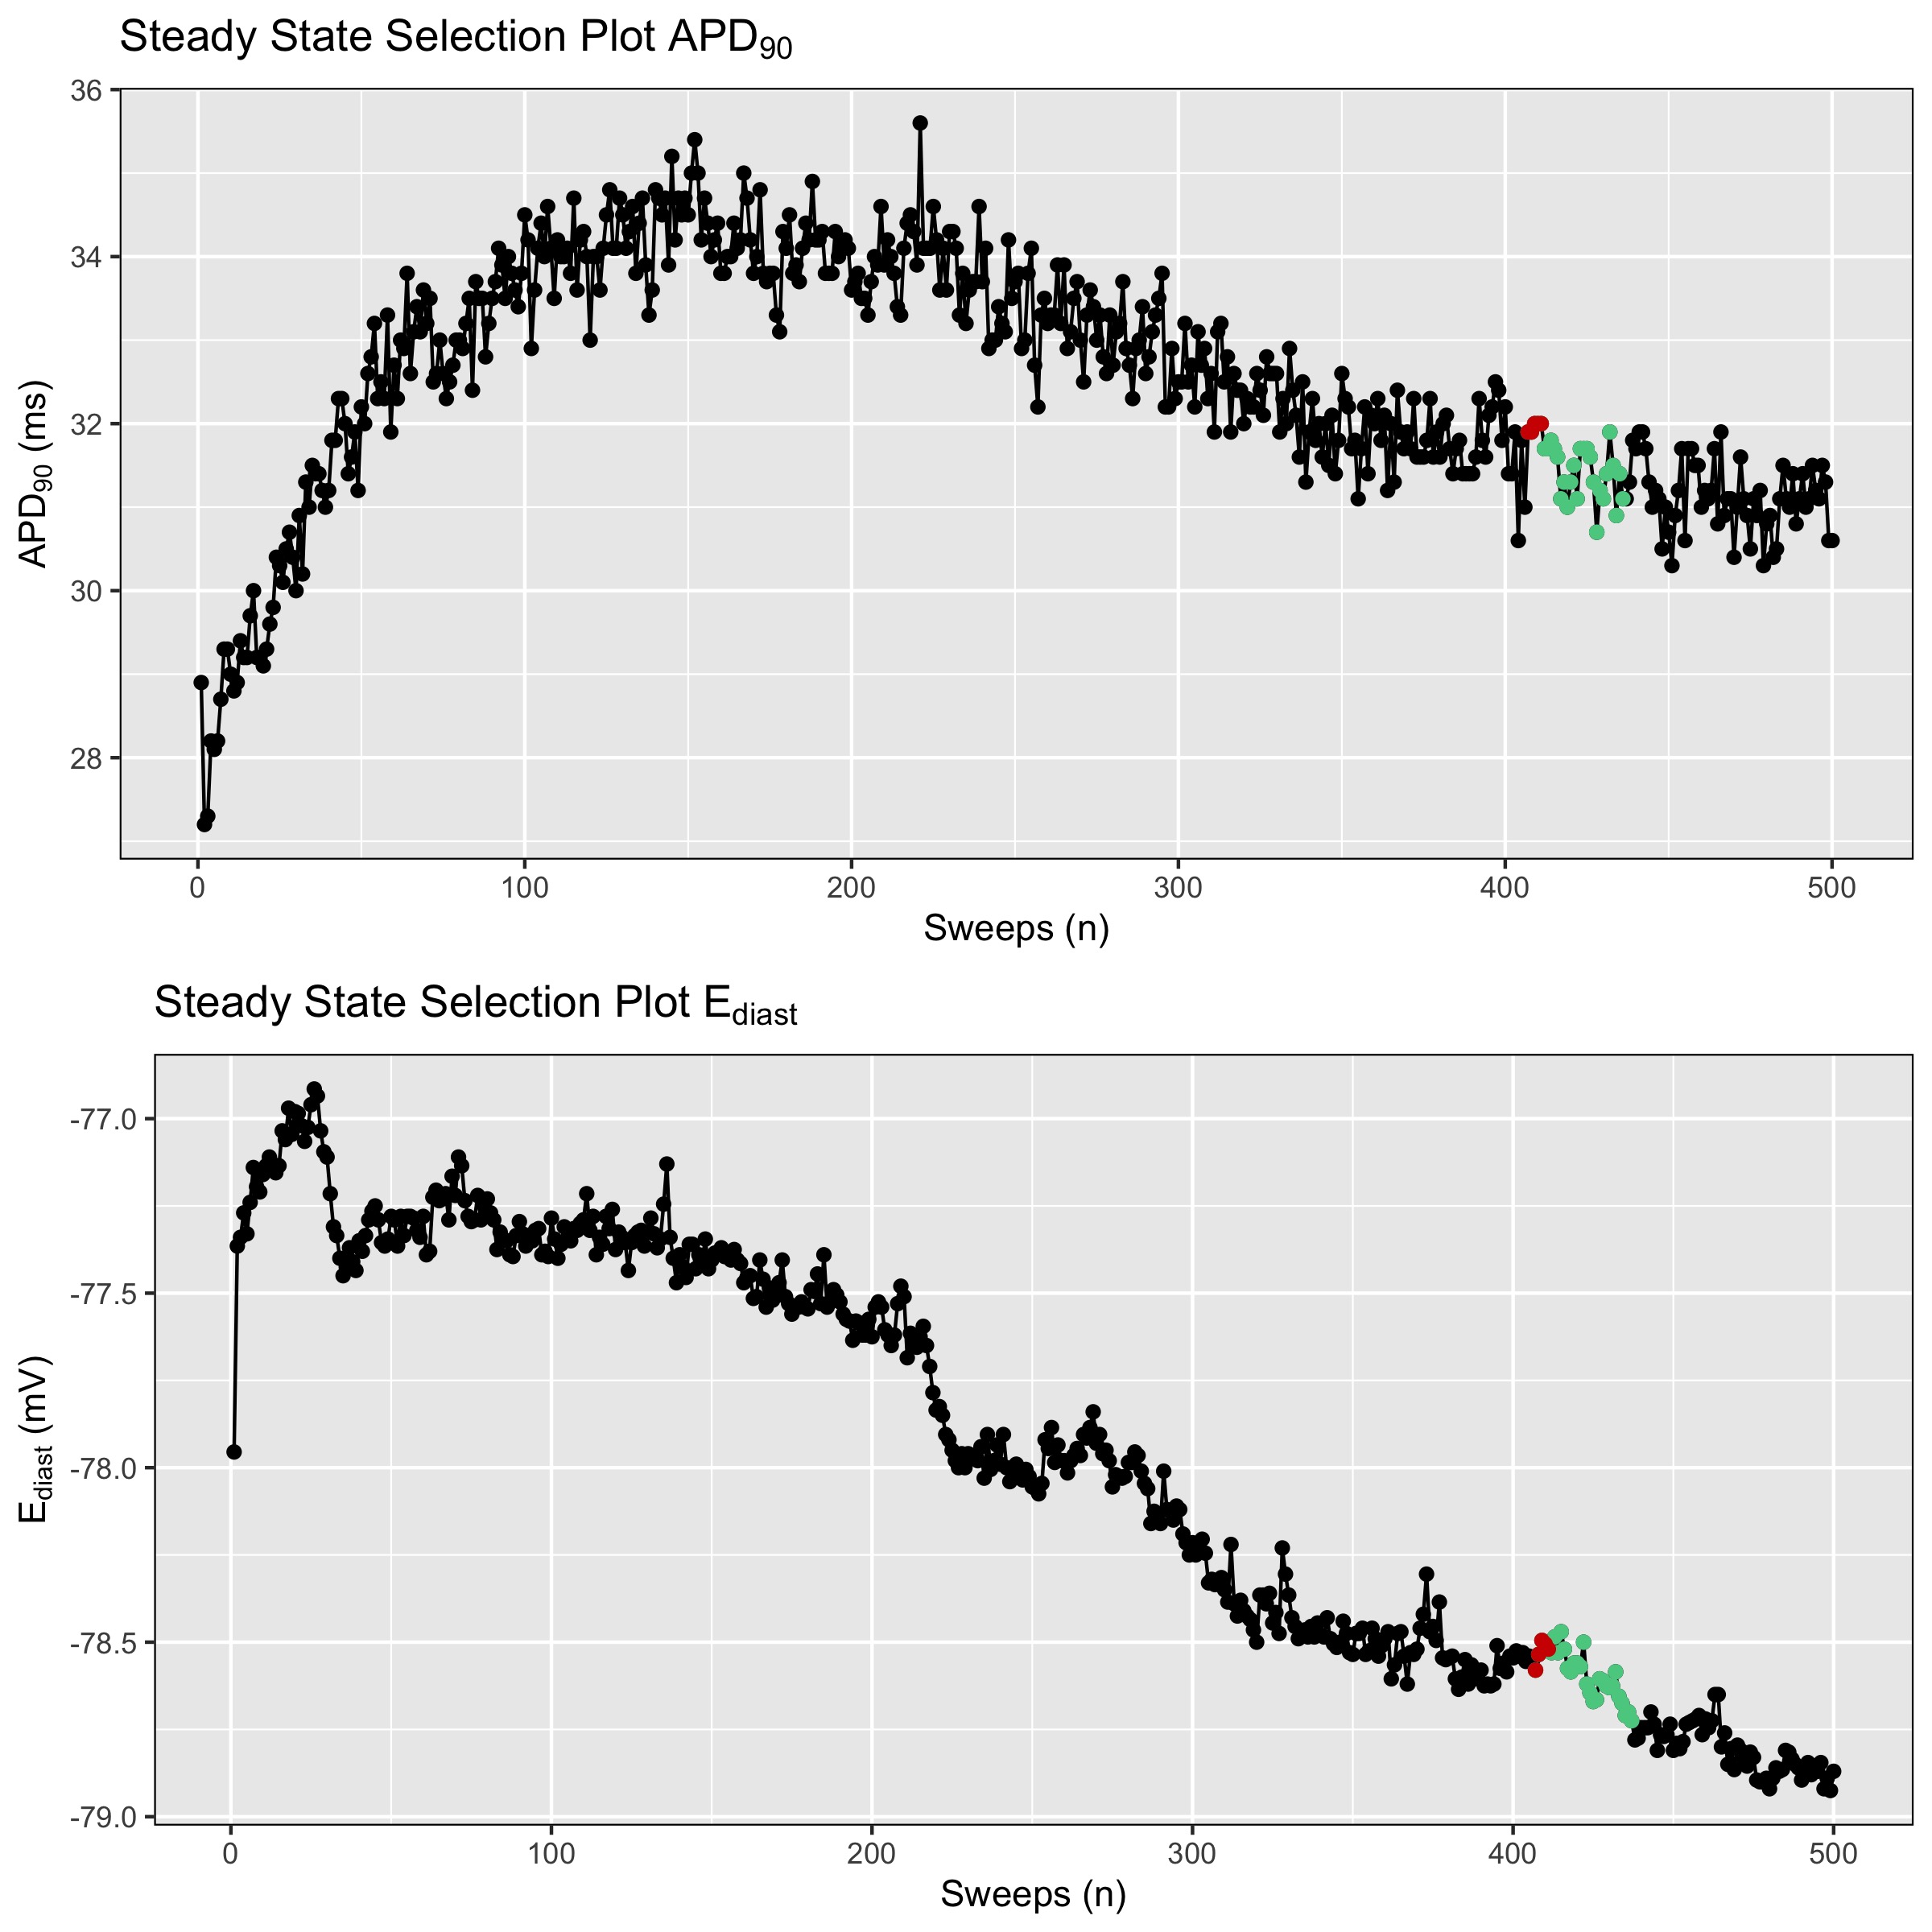 Steady State Selection Plot APD90
36
34
32
30
28
APD90 (ms)
0 100 200 300 400 500
Sweeps (n)
Steady State Selection Plot Ediast
-77.0
-77.5
-78.0
-78.5
-79.0
Ediast (mV)
0 100 200 300 400 500
Sweeps (n)